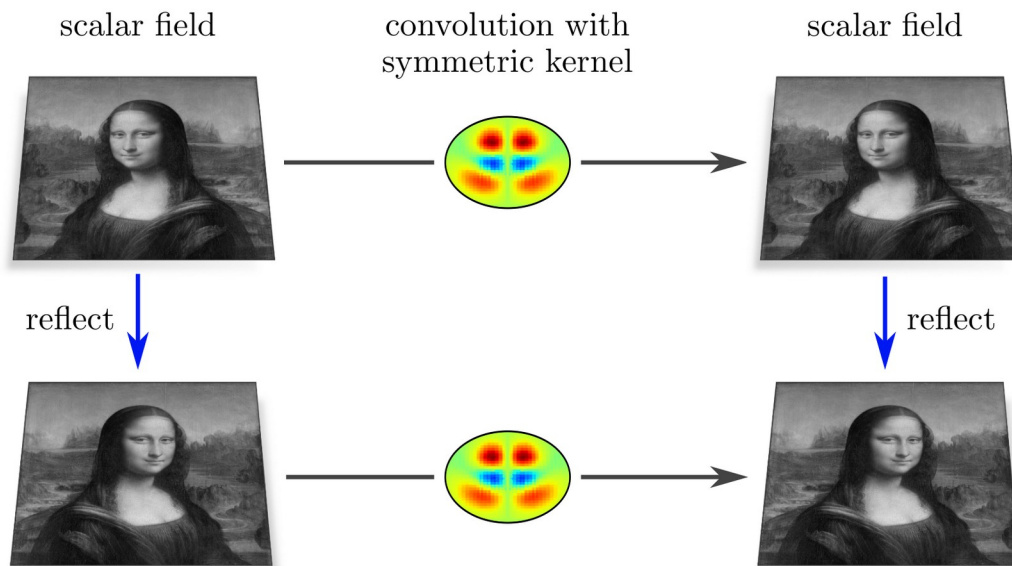 scalar field
convolution with
symmetric kernel
scalar field
reflect
reflect